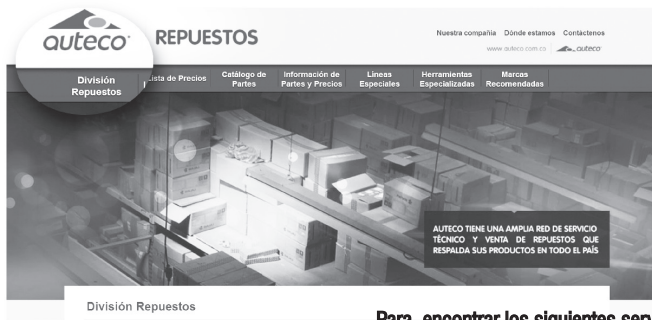 auteco
REPUESTOS
Nuestra compañía Dónde estamos Contáctenos
www.auteco.com.co auteco
División Repuestos
Lista de Precios
Catálogo de Partes
Información de Partes y Precios
Líneas Especiales
Herramientas Especializadas
Marcas Recomendadas
AUTECO TIENE UNA AMPLIA RED DE SERVICIO
TÉCNICO Y VENTA DE REPUESTOS QUE
RESPALDA SUS PRODUCTOS EN TODO EL PAÍS
División Repuestos
Para encontrar los siguientes